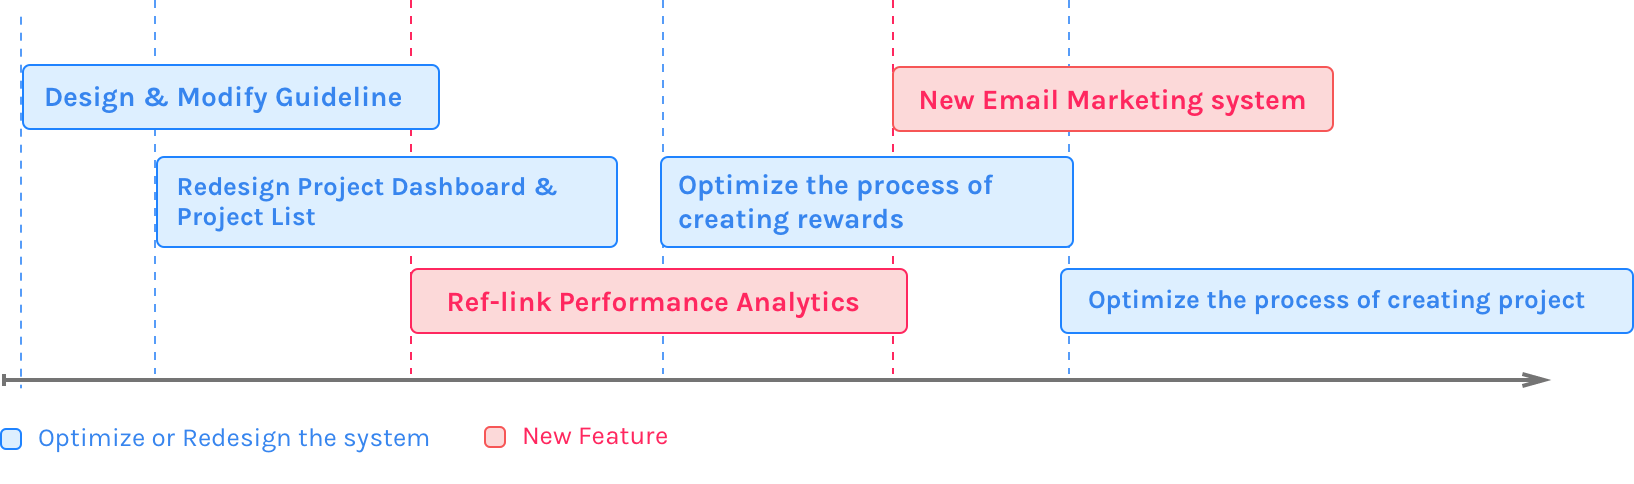 Design & Modify Guideline
New Email Marketing system
Redesign Project Dashboard &
Project List
Optimize the process of
creating rewards
Ref-link Performance Analytics
Optimize the process of creating project
Optimize or Redesign the system
New Feature